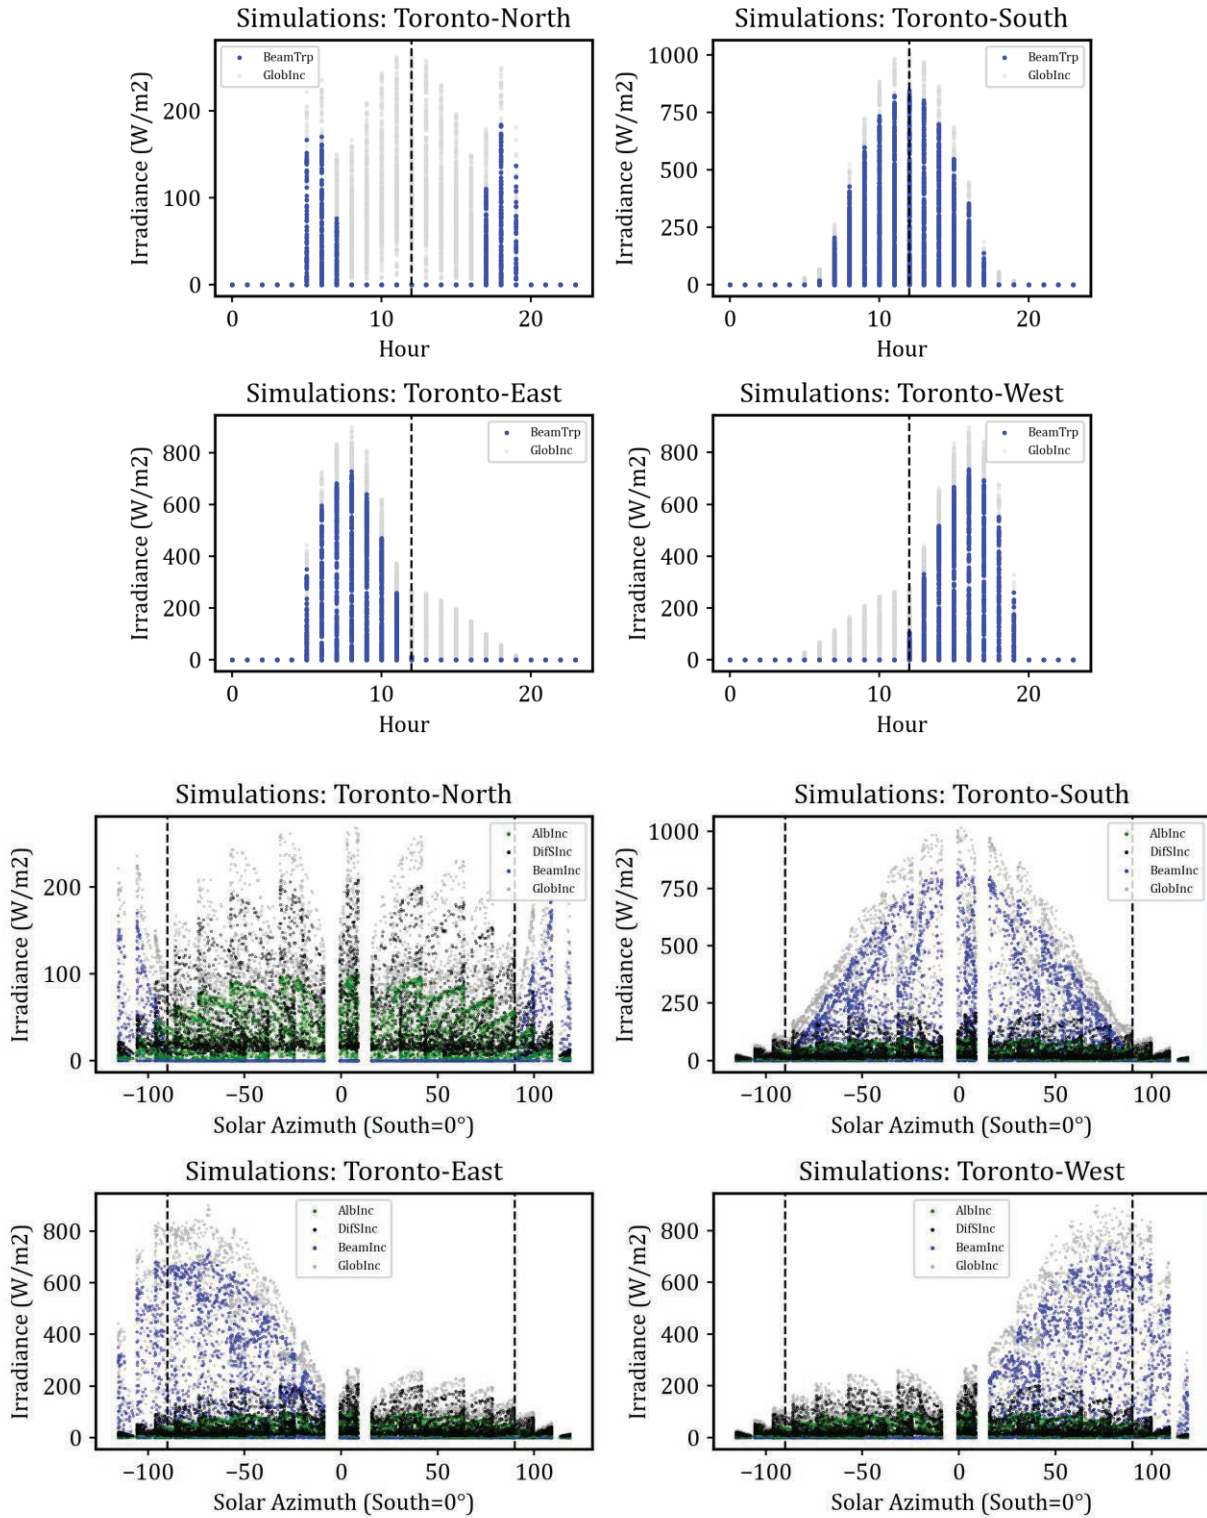 Simulations: Toronto-North
Irradiance (W/m2)
200
100
0
BeamTrp
GlobInc
0
10
20
Hour
Simulations: Toronto-South
Irradiance (W/m2)
1000
750
500
250
0
BeamTrp
GlobInc
0
10
20
Hour
Simulations: Toronto-East
Irradiance (W/m2)
800
600
400
200
0
BeamTrp
GlobInc
0
10
20
Hour
Simulations: Toronto-West
Irradiance (W/m2)
800
600
400
200
0
BeamTrp
GlobInc
0
10
20
Hour
Simulations: Toronto-North
Irradiance (W/m2)
200
100
0
AlbInc
DifSInc
BeamInc
GlobInc
−100
−50
0
50
100
Solar Azimuth (South=0°)
Simulations: Toronto-South
Irradiance (W/m2)
1000
750
500
250
0
AlbInc
DifSInc
BeamInc
GlobInc
−100
−50
0
50
100
Solar Azimuth (South=0°)
Simulations: Toronto-East
Irradiance (W/m2)
800
600
400
200
0
AlbInc
DifSInc
BeamInc
GlobInc
−100
−50
0
50
100
Solar Azimuth (South=0°)
Simulations: Toronto-West
Irradiance (W/m2)
800
600
400
200
0
AlbInc
DifSInc
BeamInc
GlobInc
−100
−50
0
50
100
Solar Azimuth (South=0°)